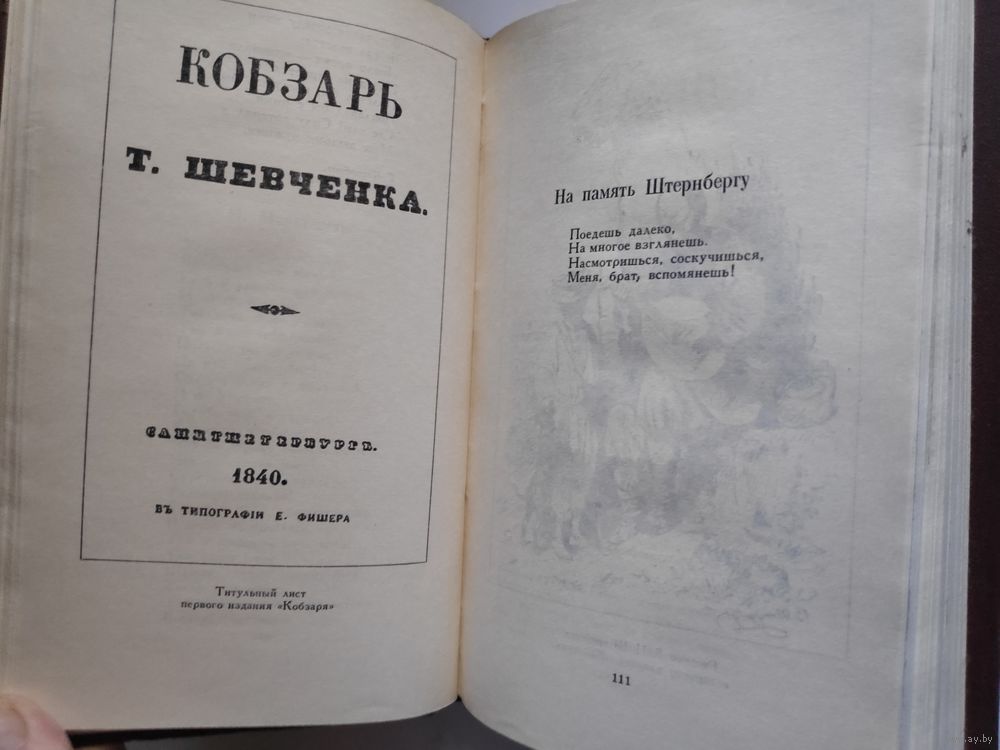 КОБЗАРЬ
Т. ШЕВЧЕНКА.
САНКТПЕТЕРБУРГЪ.
1840.
ВЪ ТИПОГРАФІИ Е. ФИШЕРА
Титульный лист
первого издания «Кобзаря»
На память Штернбергу
Поедешь далеко,
На многое взглянешь.
Насмотришься, соскучишься,
Меня, брат, вспомянешь!
111